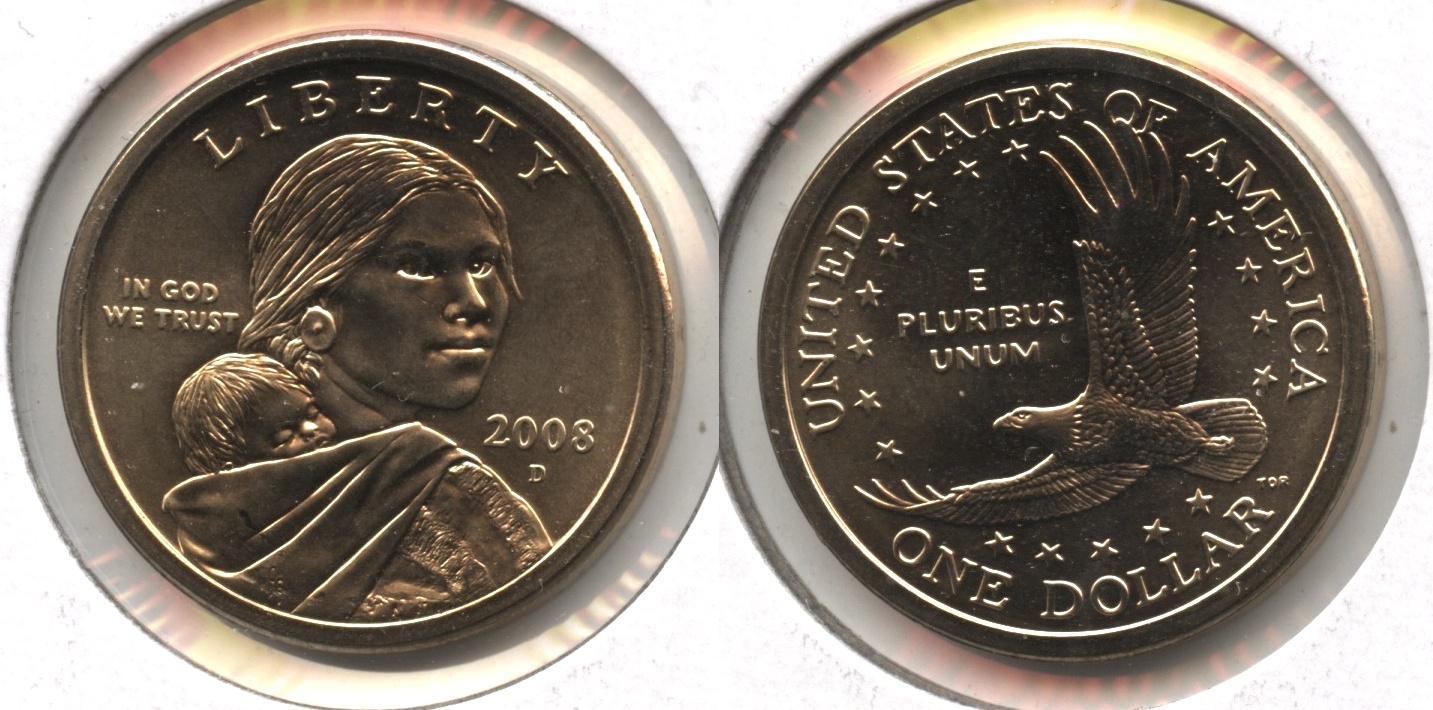 LIBERTY
IN GOD
WE TRUST
2008
D
UNITED STATES OF AMERICA
E
PLURIBUS
UNUM
TDR
ONE DOLLAR